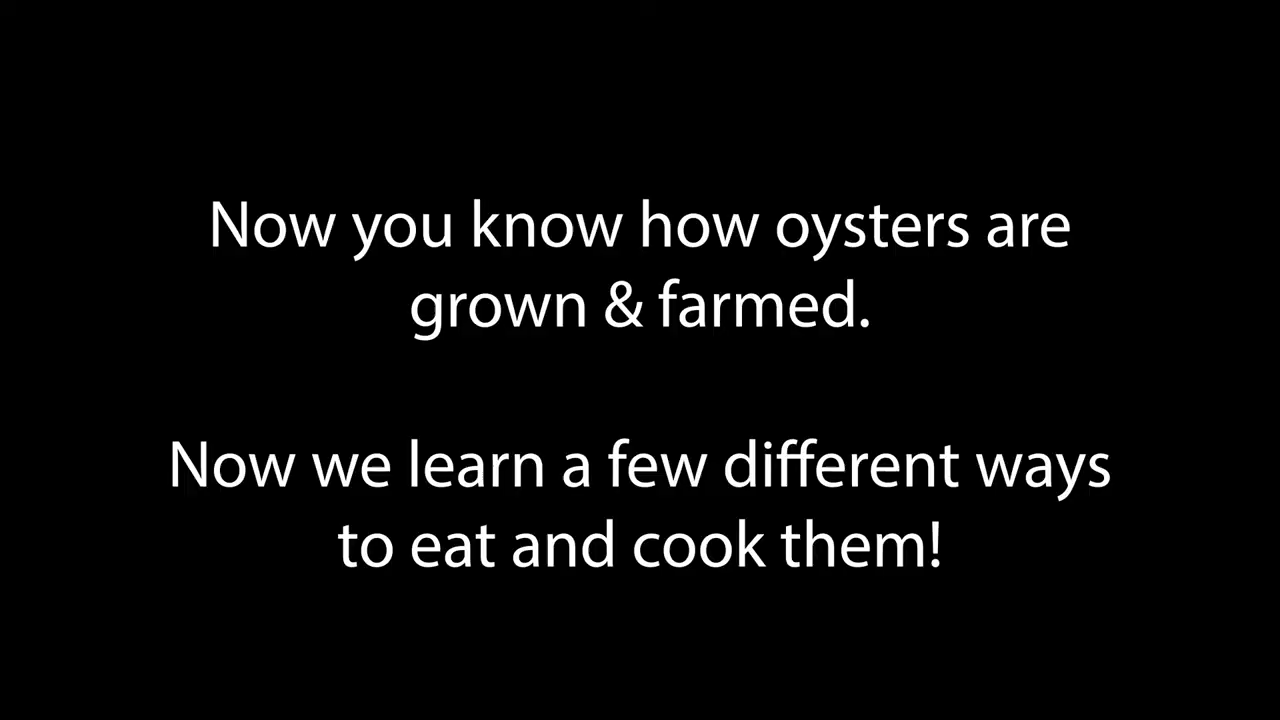 Now you know how oysters are
grown & farmed.
Now we learn a few different ways
to eat and cook them!